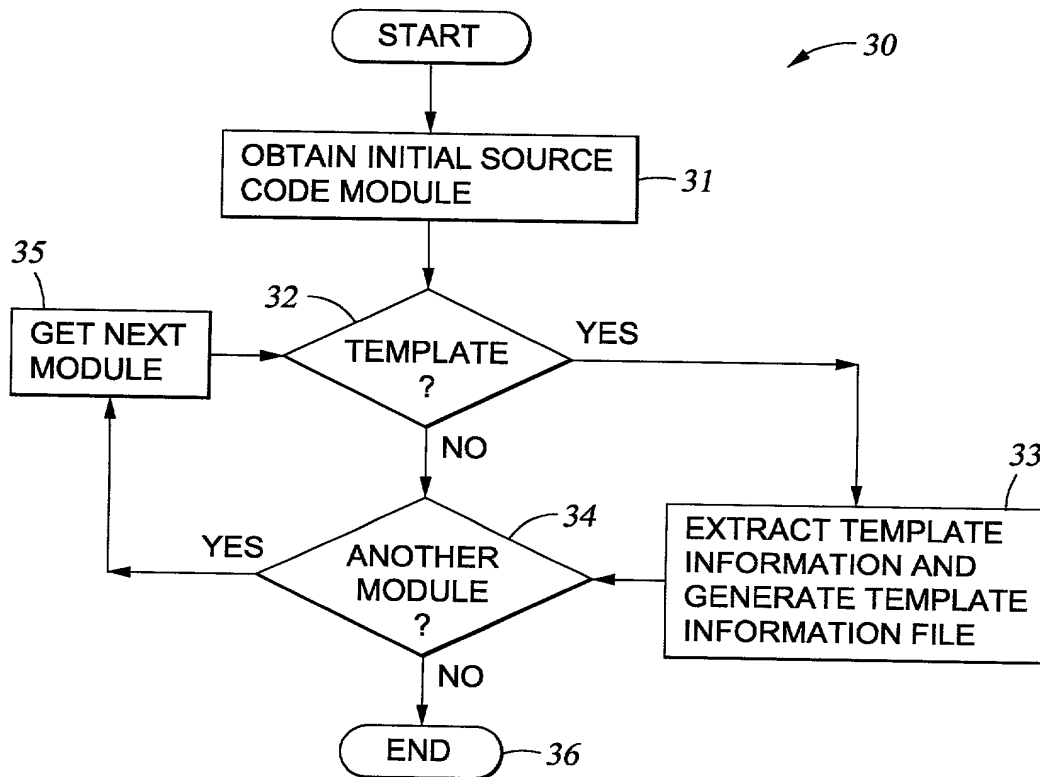 START
30
OBTAIN INITIAL SOURCE
CODE MODULE
31
35
GET NEXT
MODULE
32
TEMPLATE
?
YES
NO
33
EXTRACT TEMPLATE
INFORMATION AND
GENERATE TEMPLATE
INFORMATION FILE
34
YES
ANOTHER
MODULE
?
NO
END
36